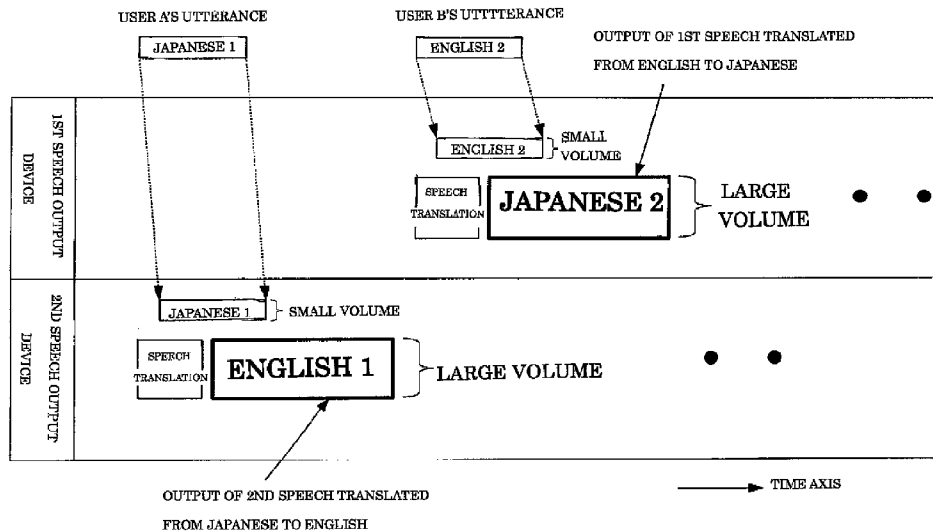 USER A'S UTTERANCE
JAPANESE 1
USER B'S UTTTTERANCE
ENGLISH 2
OUTPUT OF 1ST SPEECH TRANSLATED
FROM ENGLISH TO JAPANESE
1ST SPEECH OUTPUT
DEVICE
ENGLISH 2
SMALL
VOLUME
SPEECH
TRANSLATION
JAPANESE 2
LARGE
VOLUME
2ND SPEECH OUTPUT
DEVICE
JAPANESE 1
SMALL VOLUME
SPEECH
TRANSLATION
ENGLISH 1
LARGE VOLUME
OUTPUT OF 2ND SPEECH TRANSLATED
FROM JAPANESE TO ENGLISH
TIME AXIS